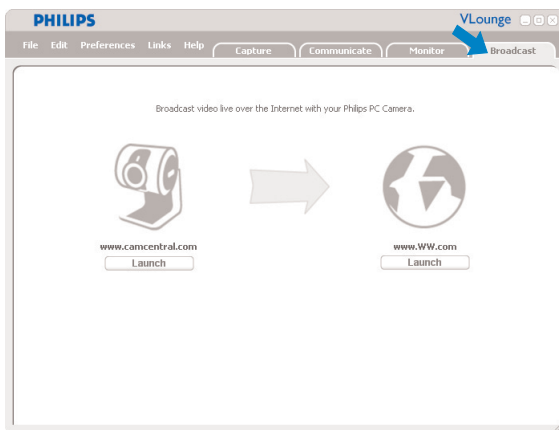 PHILIPS VLounge
File Edit Preferences Links Help Capture Communicate Monitor Broadcast
Broadcast video live over the Internet with your Philips PC Camera.
www.camcentral.com www.WW.com
Launch Launch